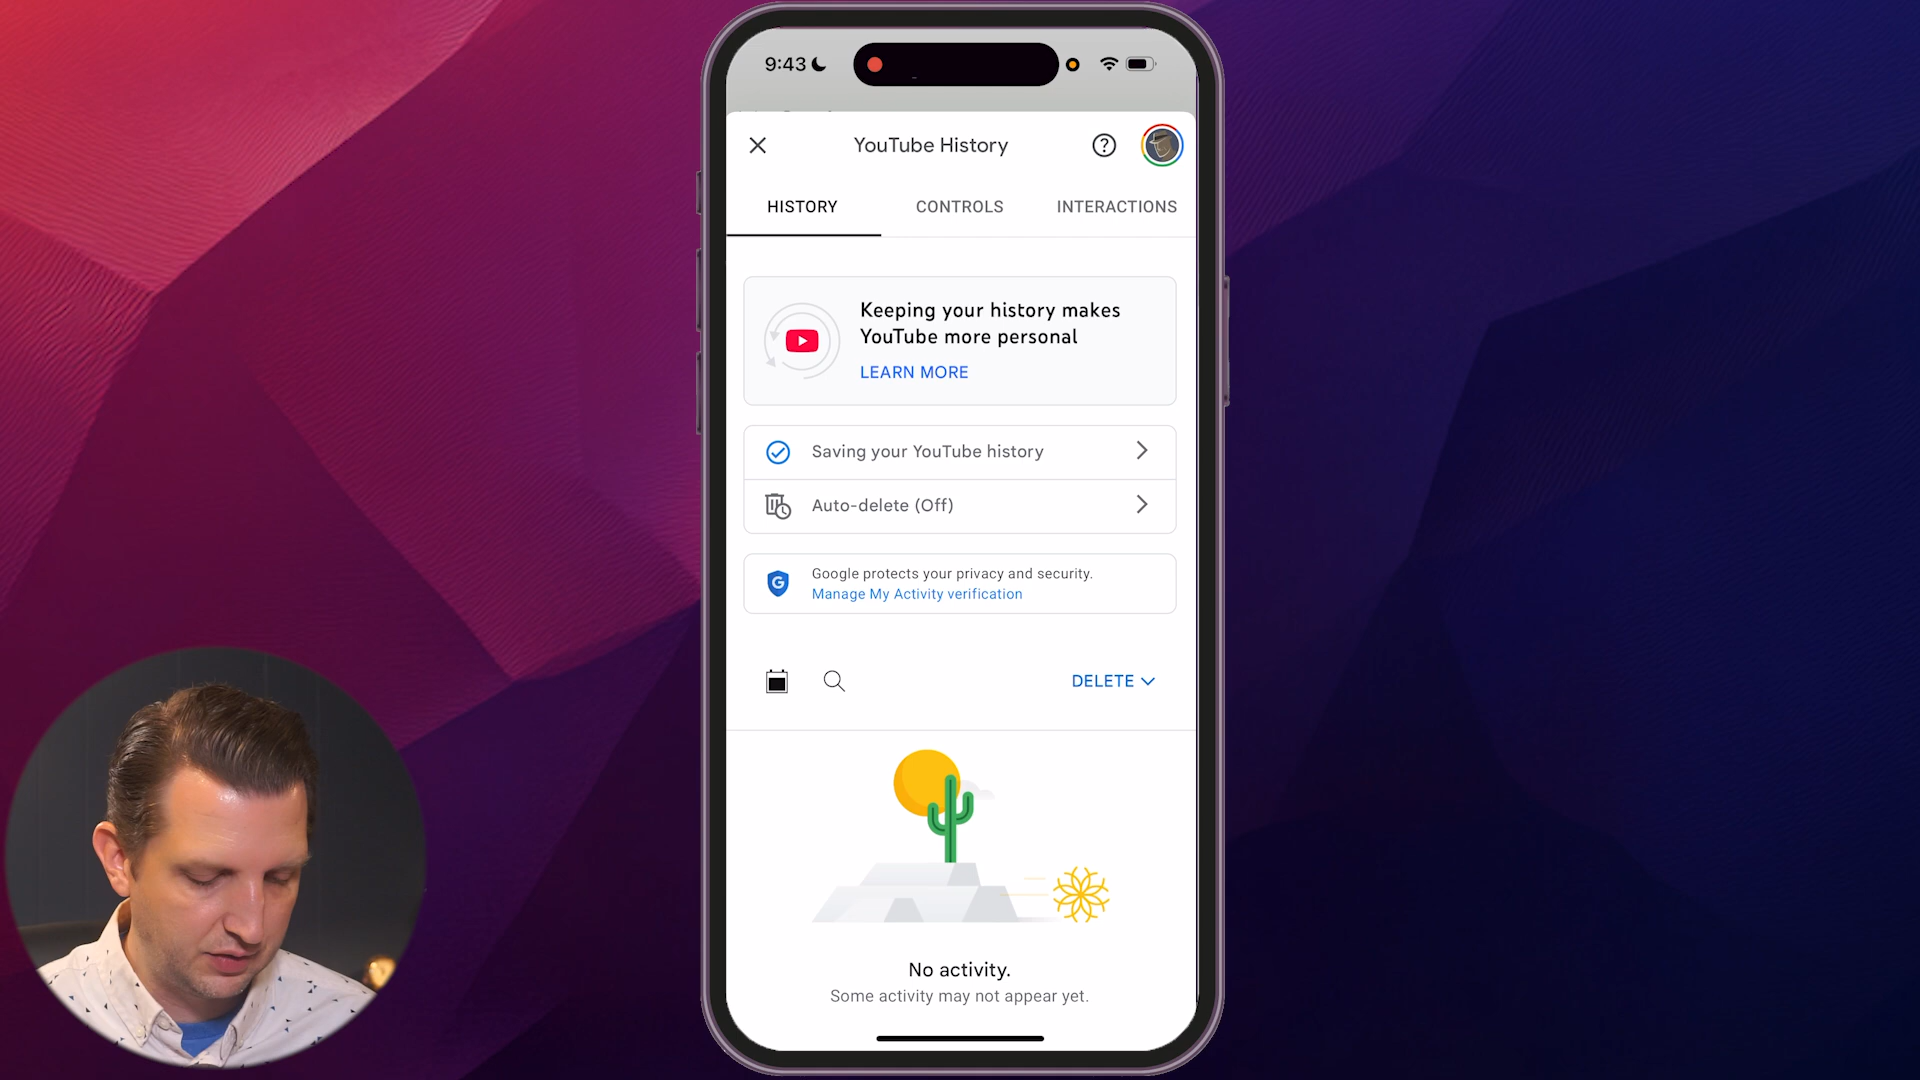 9:43
YouTube History
HISTORY CONTROLS INTERACTIONS
Keeping your history makes
YouTube more personal
LEARN MORE
Saving your YouTube history
Auto-delete (Off)
Google protects your privacy and security.
Manage My Activity verification
DELETE
No activity.
Some activity may not appear yet.